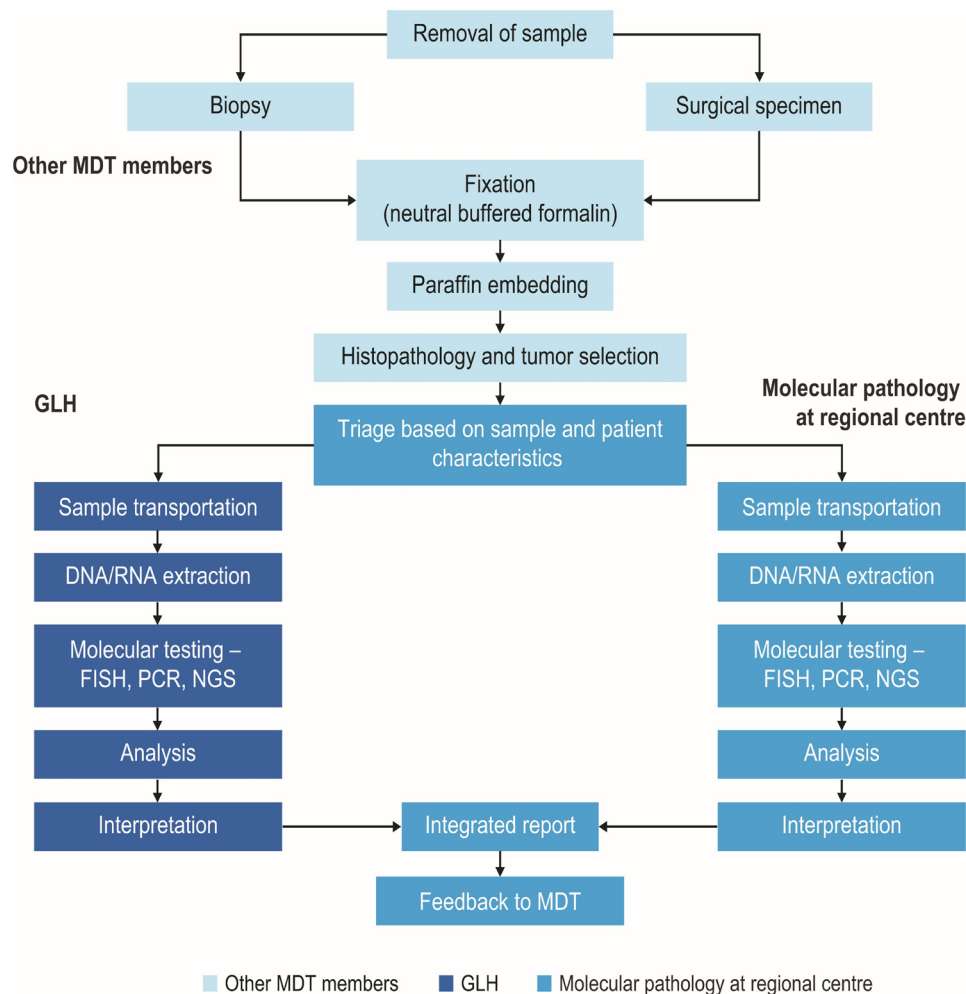 Removal of sample
Biopsy
Surgical specimen
Other MDT members
Fixation
(neutral buffered formalin)
Paraffin embedding
Histopathology and tumor selection
GLH
Molecular pathology
at regional centre
Triage based on sample and patient
characteristics
Sample transportation
Sample transportation
DNA/RNA extraction
DNA/RNA extraction
Molecular testing –
FISH, PCR, NGS
Molecular testing –
FISH, PCR, NGS
Analysis
Analysis
Interpretation
Integrated report
Interpretation
Feedback to MDT
Other MDT members
GLH
Molecular pathology at regional centre